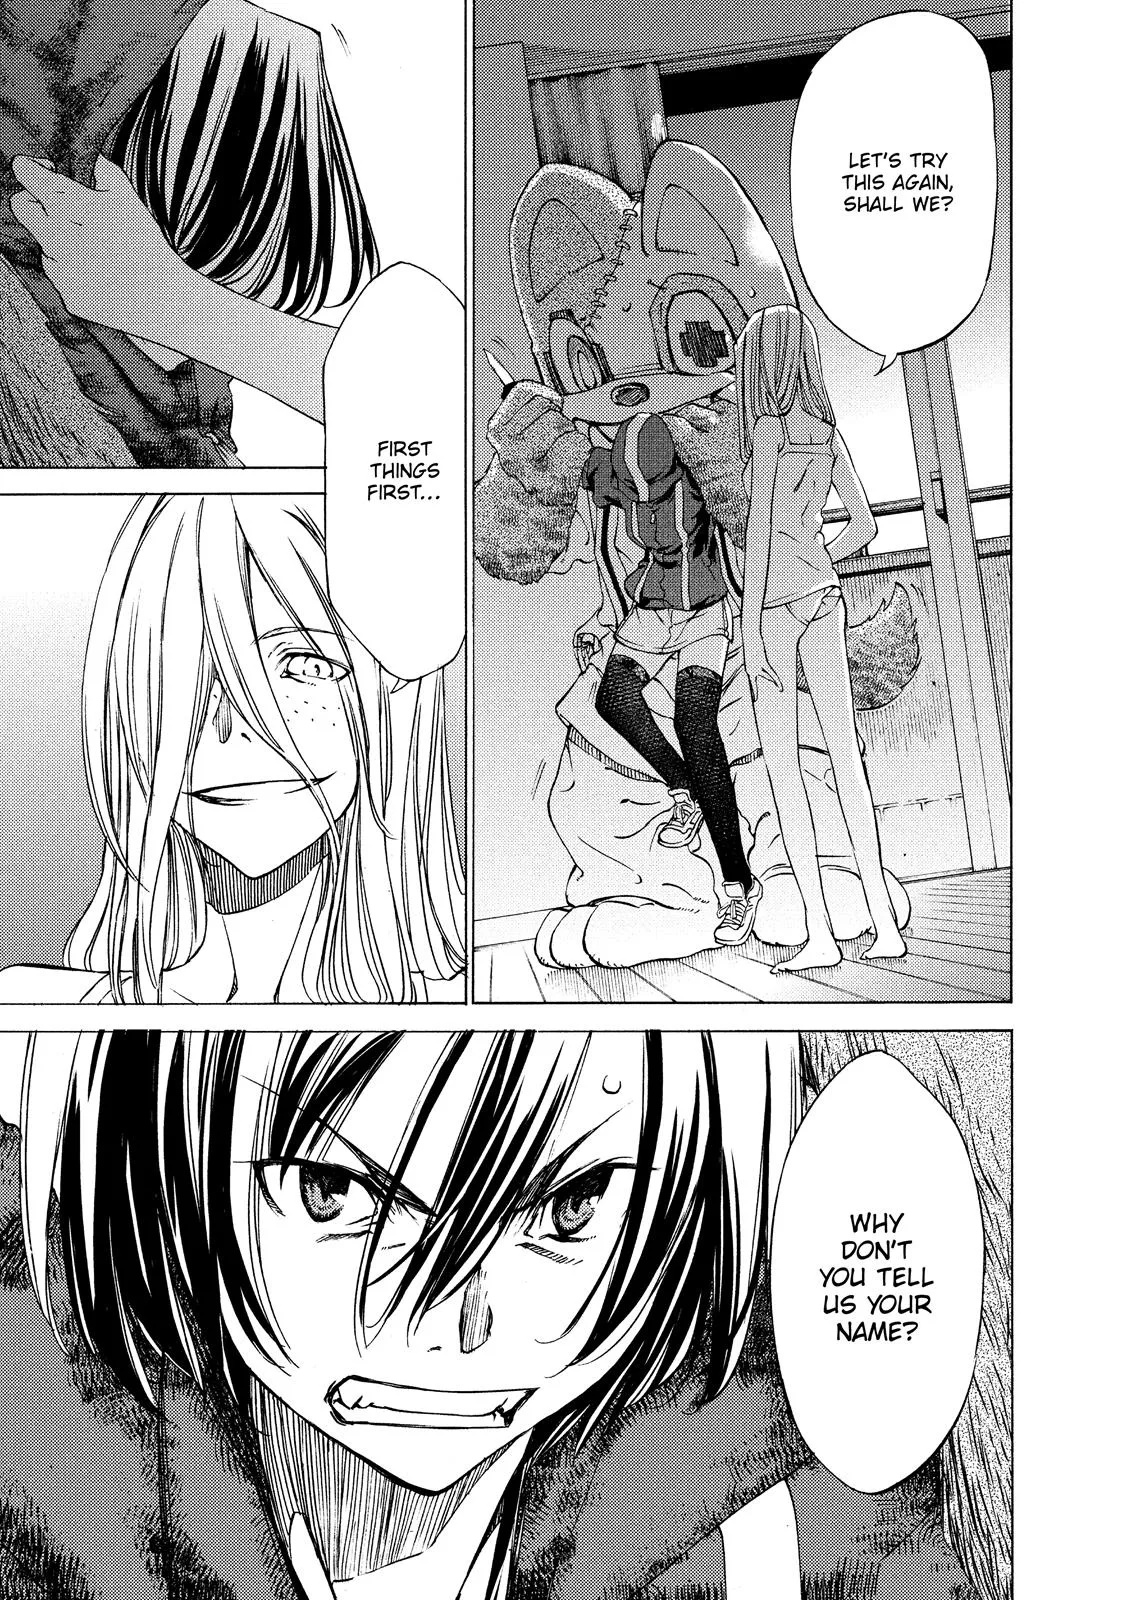 LET'S TRY
THIS AGAIN,
SHALL WE?
FIRST
THINGS
FIRST...
WHY
DON'T
YOU TELL
US YOUR
NAME?